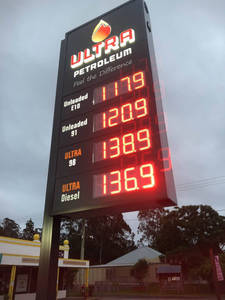 ULTRA
PETROLEUM
Feel the Difference
Unleaded
E10
117.9
Unleaded
91
120.9
ULTRA
98
138.9
ULTRA
Diesel
136.9